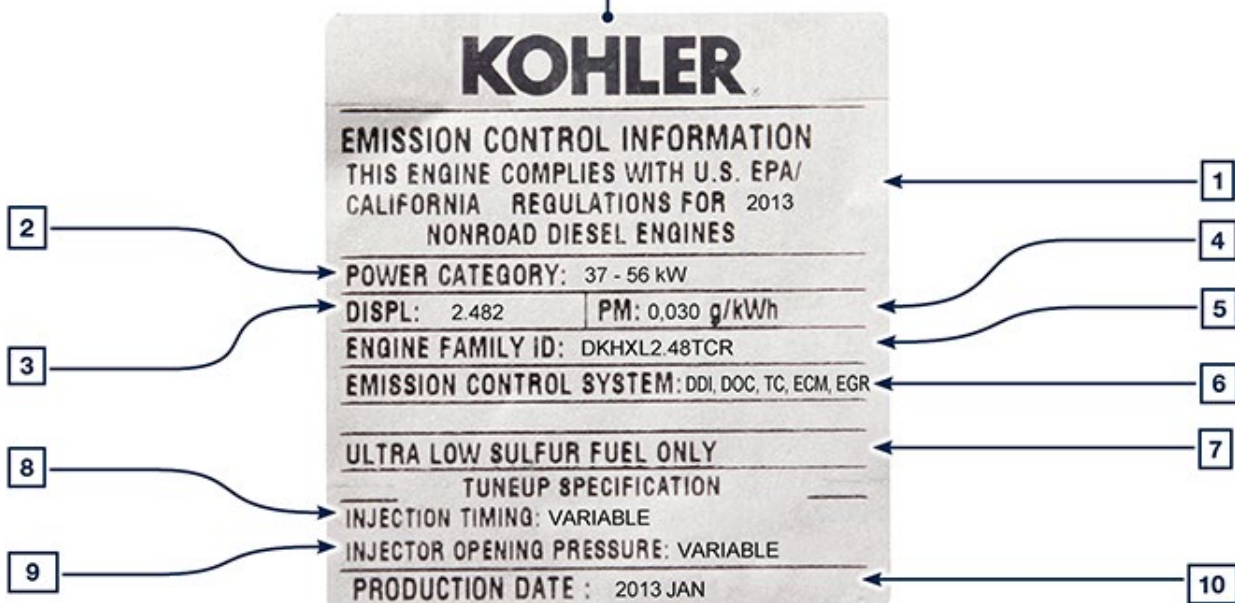 KOHLER
EMISSION CONTROL INFORMATION
THIS ENGINE COMPLIES WITH U.S. EPA/
CALIFORNIA REGULATIONS FOR 2013
NONROAD DIESEL ENGINES
POWER CATEGORY: 37 - 56 kW
DISPL: 2.482 PM: 0,030 g/kWh
ENGINE FAMILY ID: DKHXL2.48TCR
EMISSION CONTROL SYSTEM: DDI, DOC, TC, ECM, EGR
ULTRA LOW SULFUR FUEL ONLY
TUNEUP SPECIFICATION
INJECTION TIMING: VARIABLE
INJECTOR OPENING PRESSURE: VARIABLE
PRODUCTION DATE : 2013 JAN
1
2
3
4
5
6
7
8
9
10